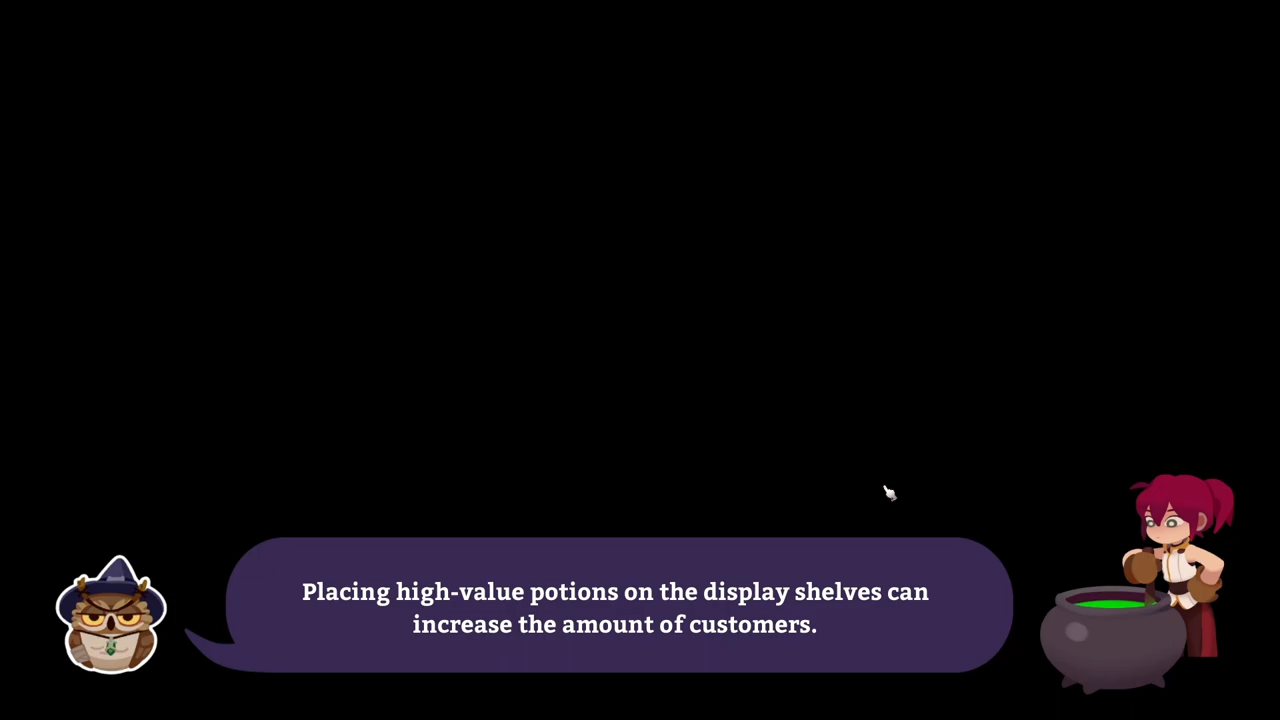 Placing high-value potions on the display shelves can
increase the amount of customers.